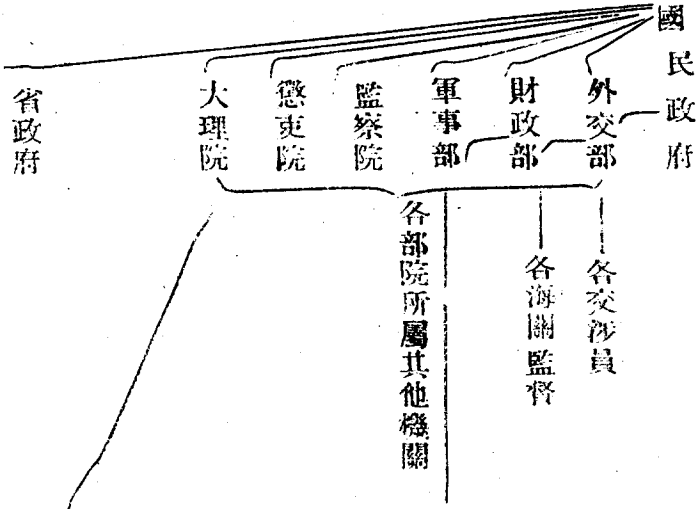 國民政府
外交部
財政部
軍事部
監察院
懲吏院
大理院
省政府
各交涉員
各海關監督
各部院所屬其他機關